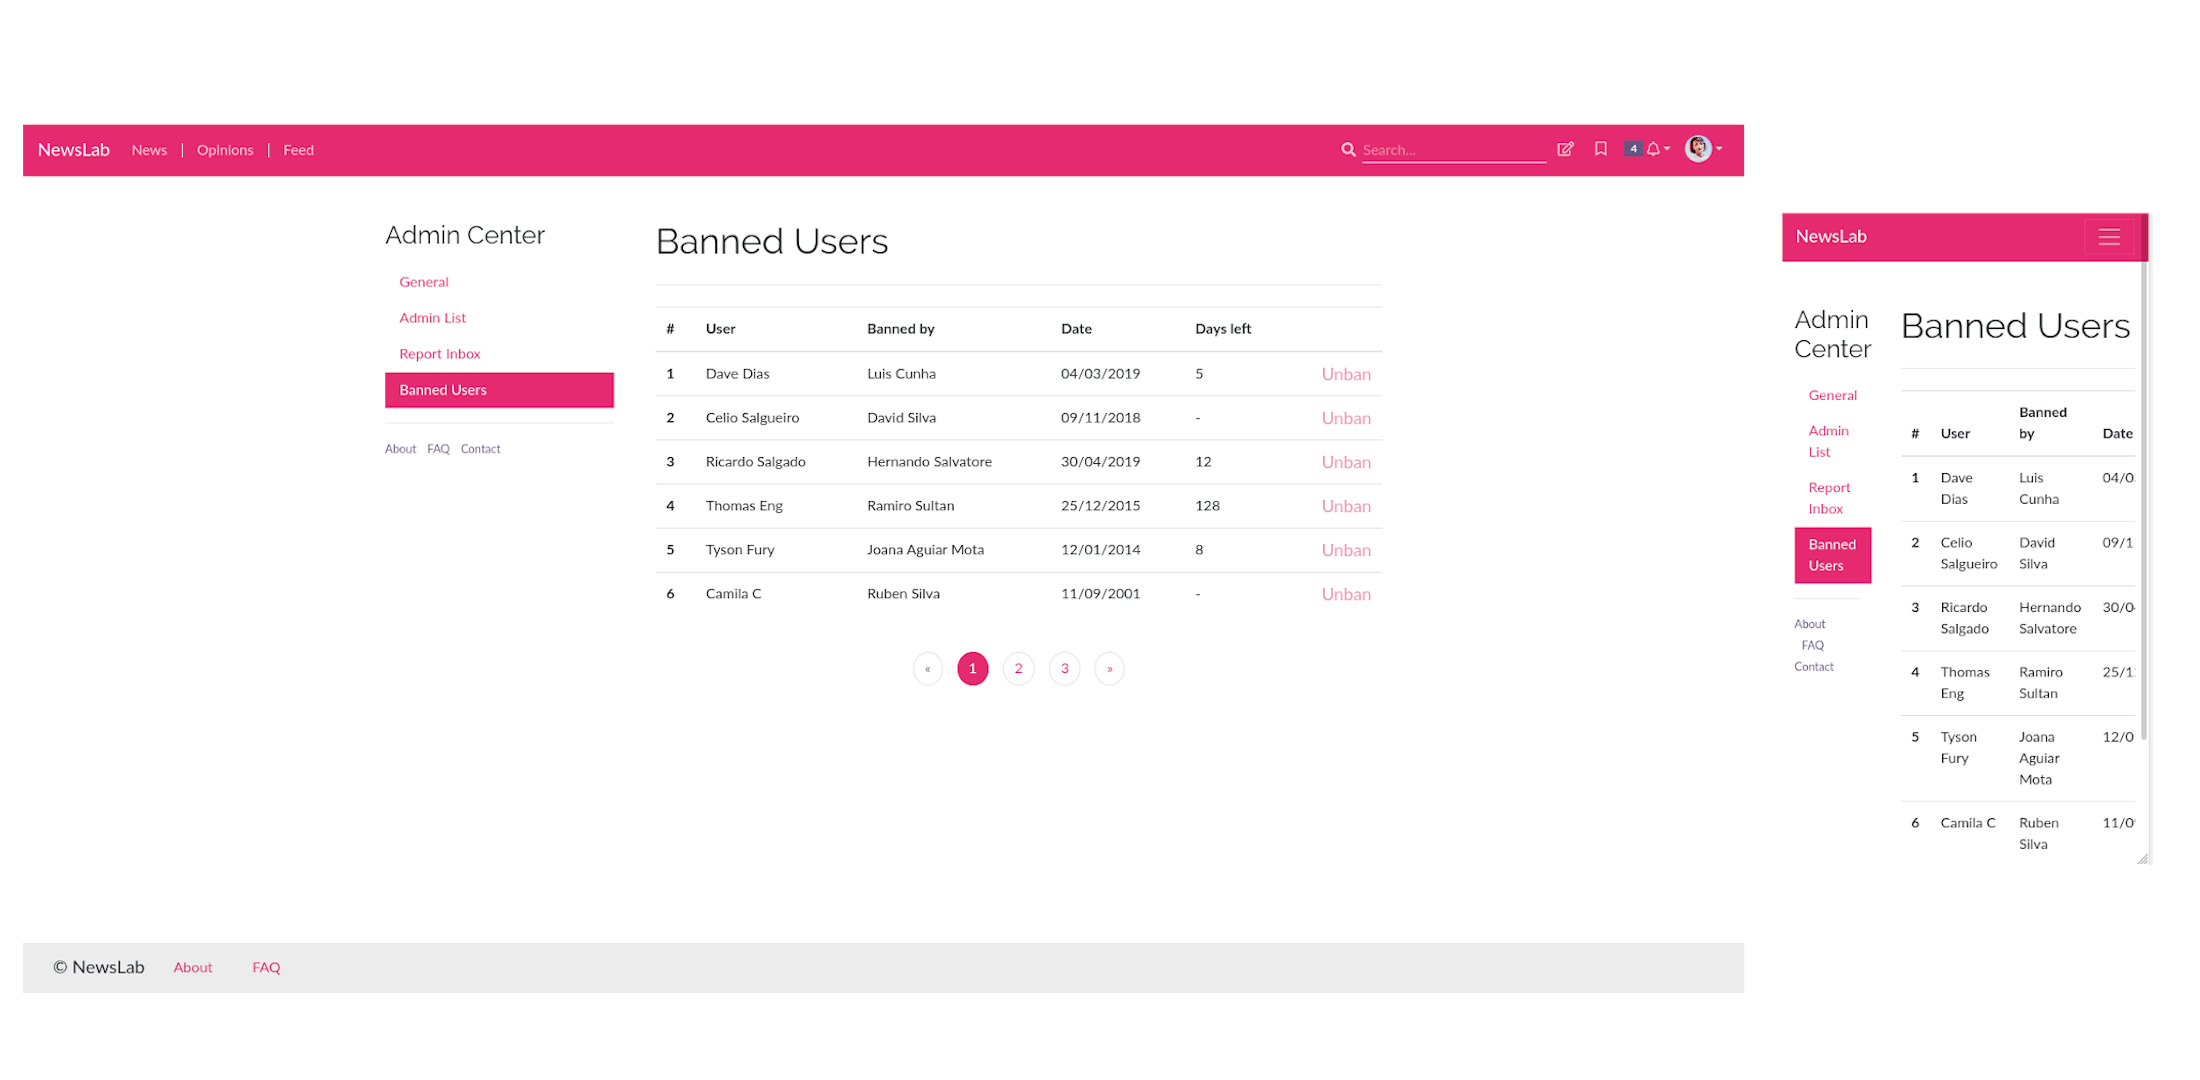 NewsLab News | Opinions | Feed Search... 4
Admin Center
General
Admin List
Report Inbox
Banned Users
About FAQ Contact
Banned Users
# User Banned by Date Days left
1 Dave Dias Luis Cunha 04/03/2019 5 Unban
2 Celio Salgueiro David Silva 09/11/2018 - Unban
3 Ricardo Salgado Hernando Salvatore 30/04/2019 12 Unban
4 Thomas Eng Ramiro Sultan 25/12/2015 128 Unban
5 Tyson Fury Joana Aguiar Mota 12/01/2014 8 Unban
6 Camila C Ruben Silva 11/09/2001 - Unban
« 1 2 3 »
© NewsLab About FAQ
NewsLab
Admin
Center
General
Admin
List
Report
Inbox
Banned
Users
About
FAQ
Contact
Banned Users
Banned
# User by Date
1 Dave Luis 04/0
Dias Cunha
2 Celio David 09/1
Salgueiro Silva
3 Ricardo Hernando 30/0
Salgado Salvatore
4 Thomas Ramiro 25/1
Eng Sultan
5 Tyson Joana 12/0
Fury Aguiar
Mota
6 Camila C Ruben 11/0
Silva